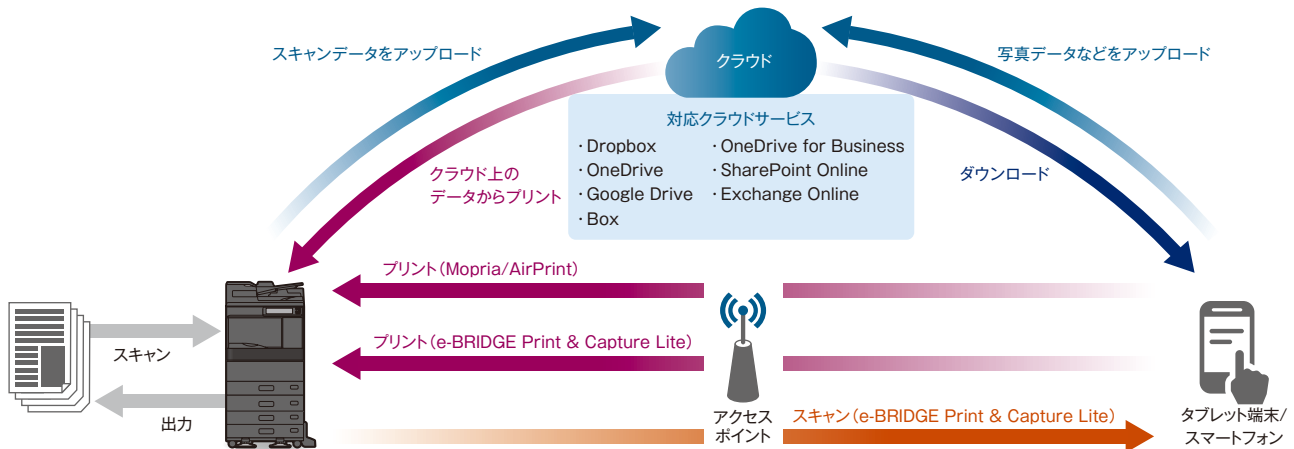 スキャンデータをアップロード
クラウド
写真データなどをアップロード
対応クラウドサービス
・Dropbox
・OneDrive
・Google Drive
・Box
・OneDrive for Business
・SharePoint Online
・Exchange Online
クラウド上の
データからプリント
ダウンロード
プリント（Mopria/AirPrint）
スキャン
プリント（e-BRIDGE Print & Capture Lite）
出力
アクセス
ポイント
スキャン（e-BRIDGE Print & Capture Lite）
タブレット端末/
スマートフォン